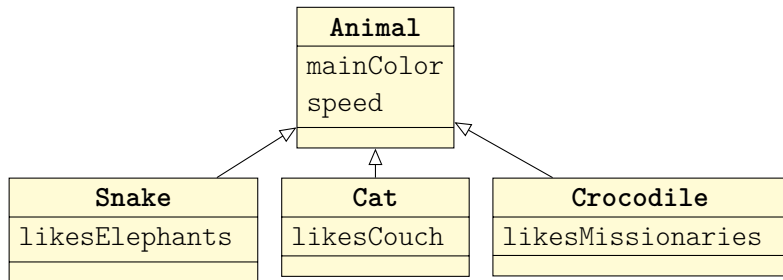 Animal
mainColor
speed
Snake
likesElephants
Cat
likesCouch
Crocodile
likesMissionaries